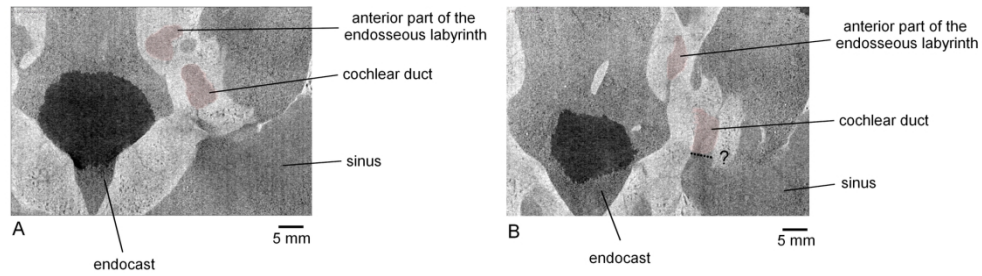 anterior part of the
endosseous labyrinth
cochlear duct
sinus
A
5 mm
endocast
anterior part of the
endosseous labyrinth
cochlear duct
?
sinus
B
5 mm
endocast